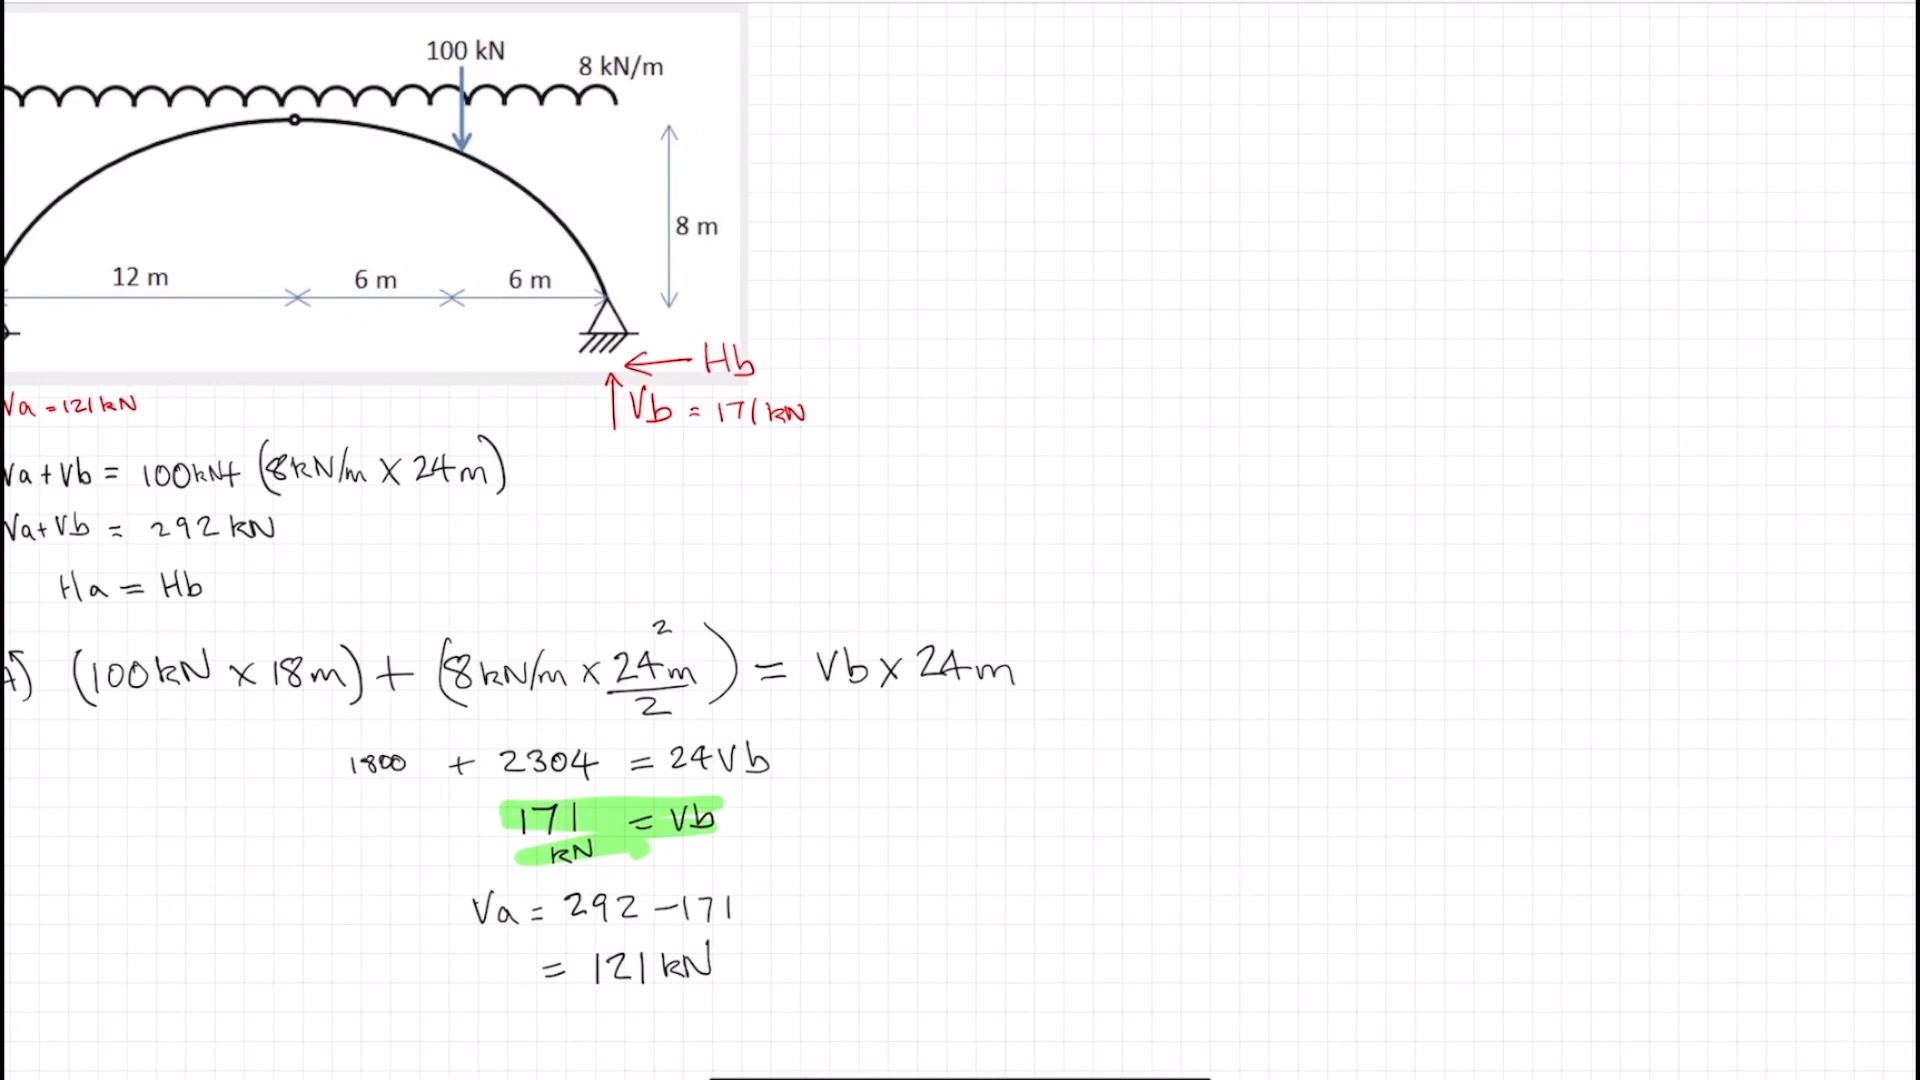 100 kN
8 kN/m
8 m
12 m
6 m
6 m
Hb
Va = 121 kN
Vb = 171 kN
Va + Vb = 100kN + (8kN/m × 24m)
Va + Vb = 292 kN
Ha = Hb
(100kN × 18m) + (8kN/m × 24m²/2) = Vb × 24m
1800 + 2304 = 24Vb
171 = Vb
kN
Va = 292 - 171
= 121 kN